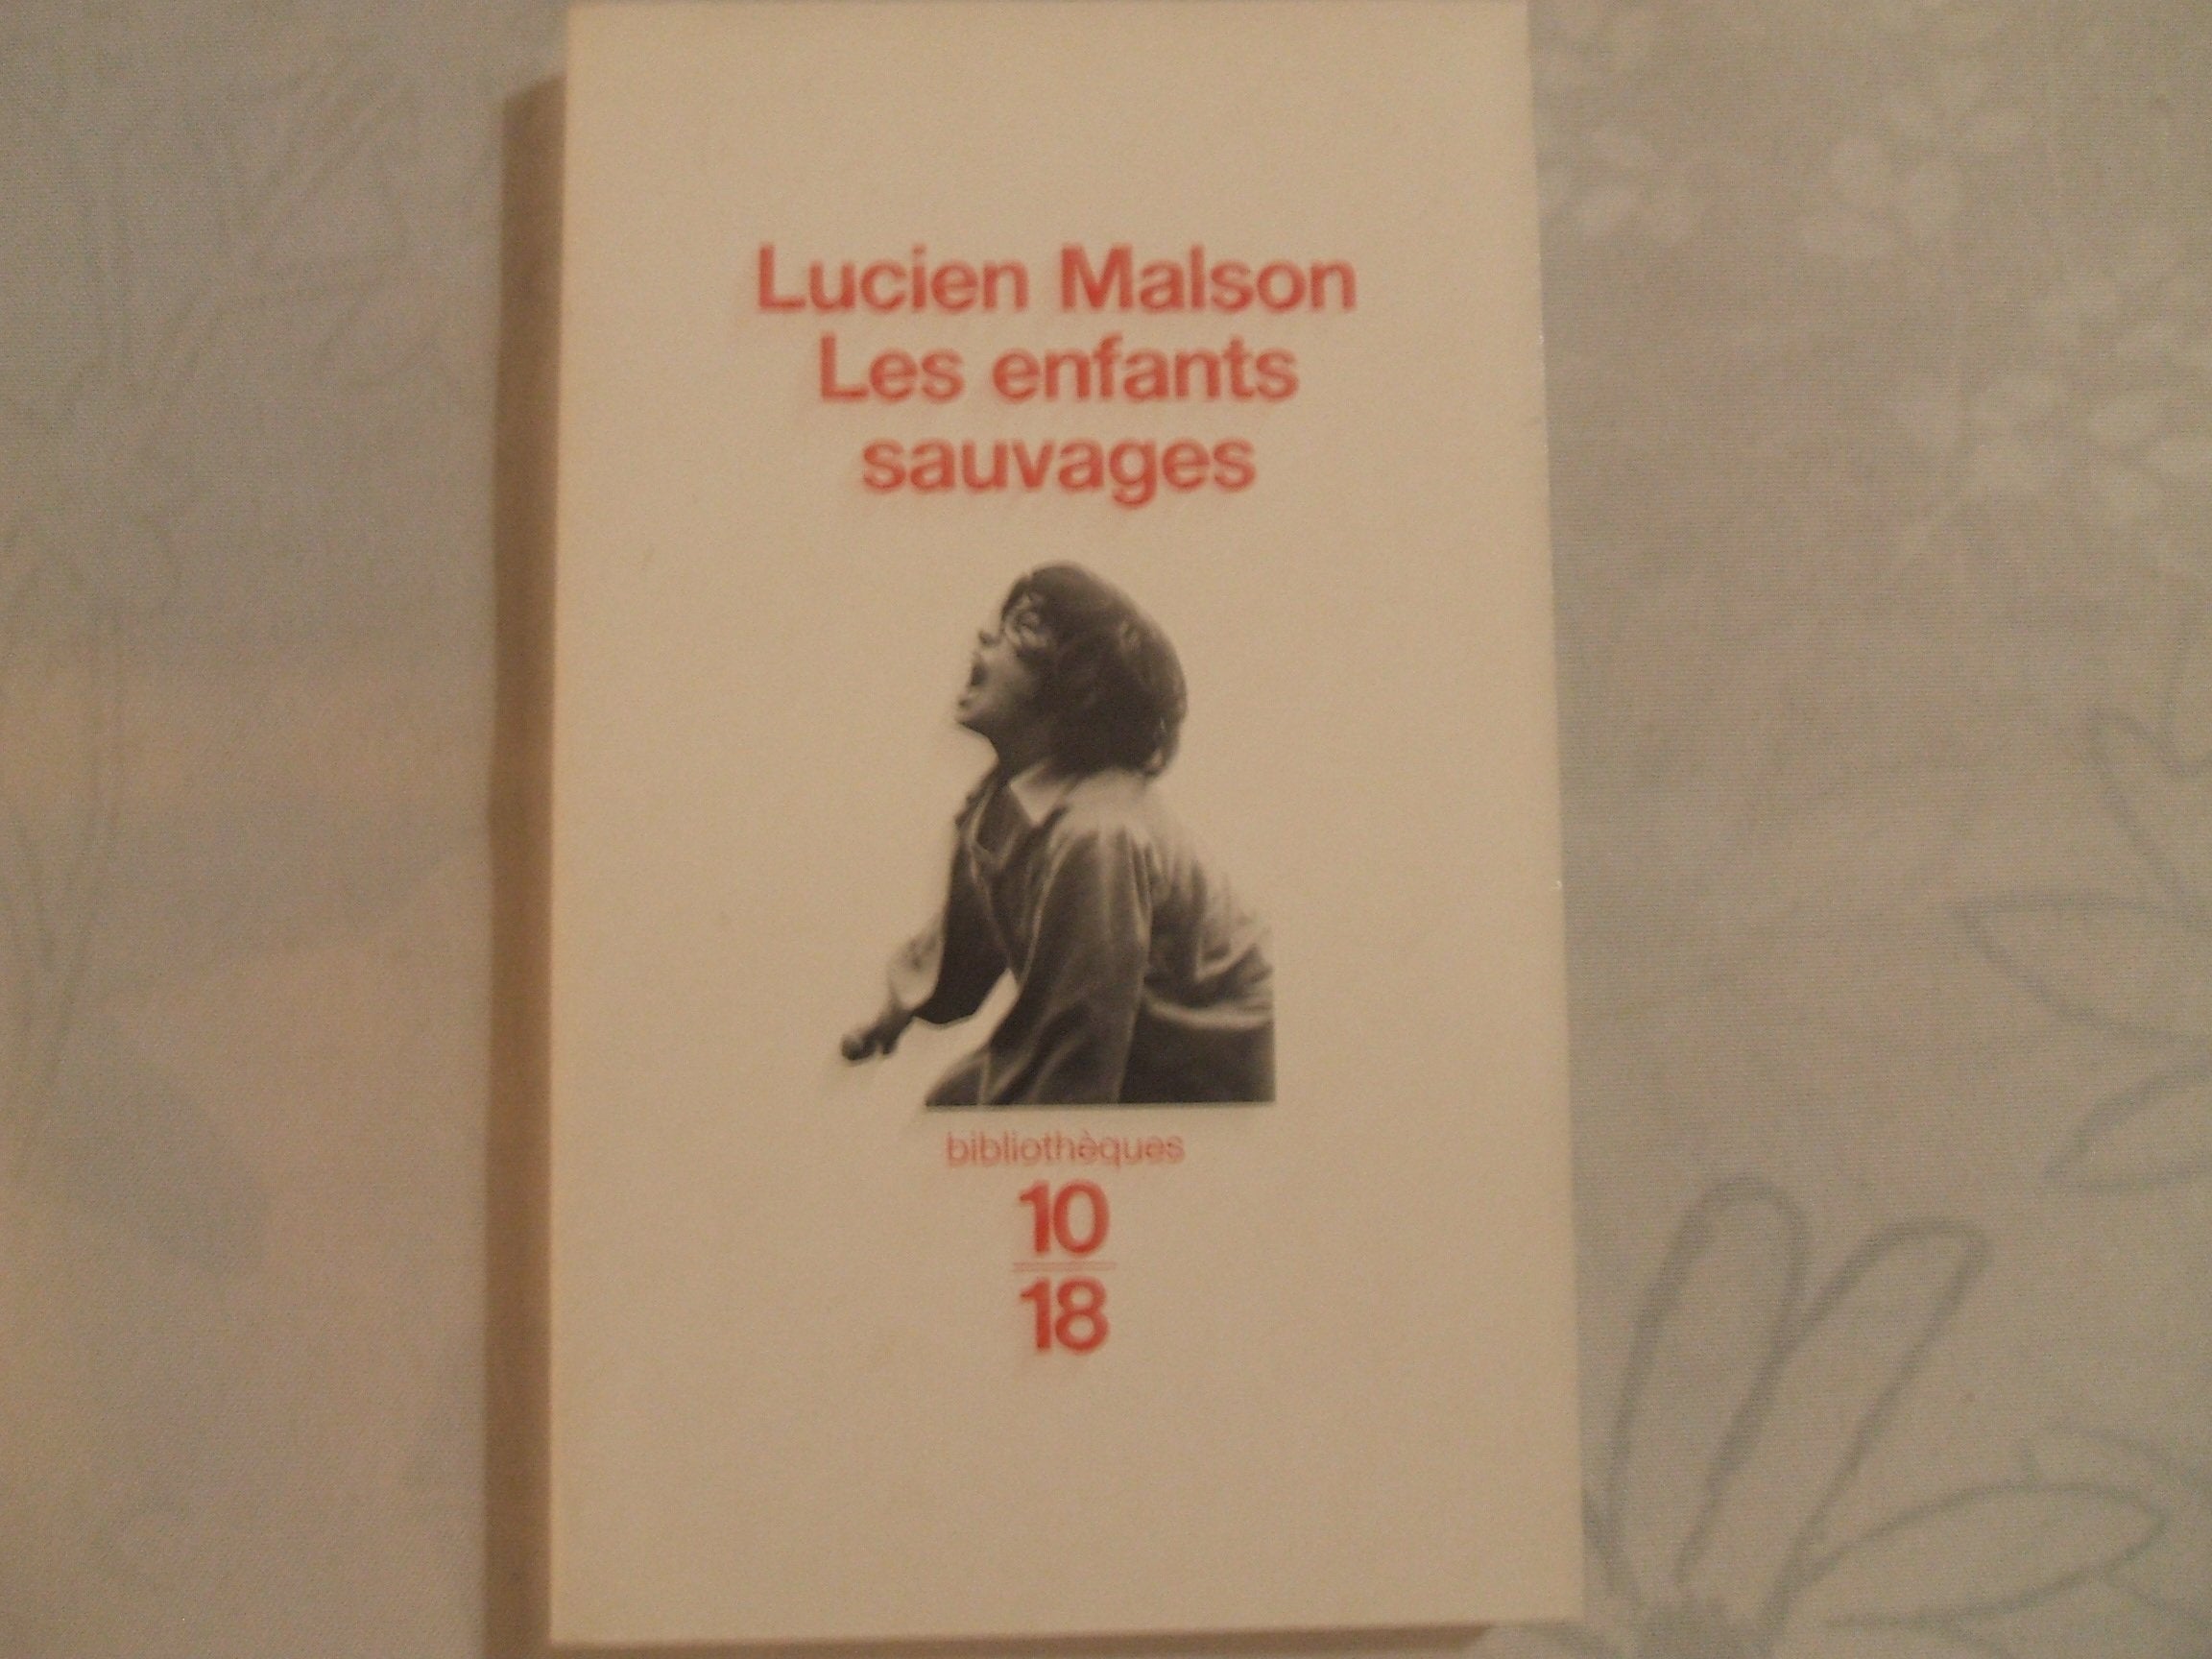 Lucien Malson
Les enfants
sauvages
bibliothèques
10
18